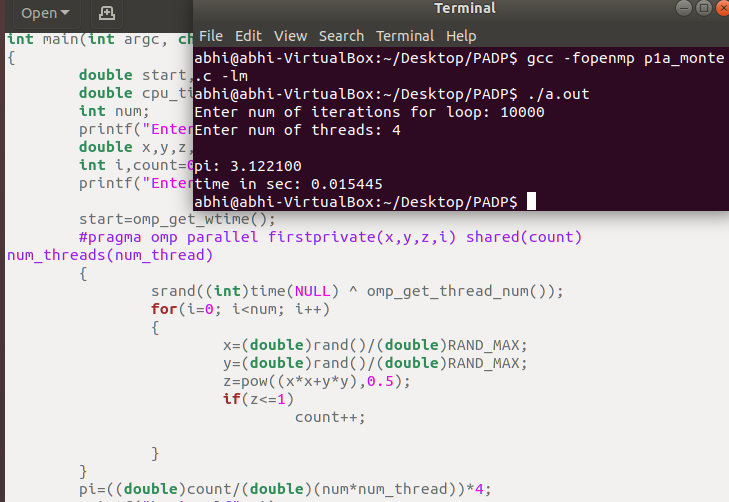 Open
Terminal
File Edit View Search Terminal Help
abhi@abhi-VirtualBox:~/Desktop/PADP$ gcc -fopenmp p1a_monte
.c -lm
abhi@abhi-VirtualBox:~/Desktop/PADP$ ./a.out
Enter num of iterations for loop: 10000
Enter num of threads: 4
pi: 3.122100
time in sec: 0.015445
abhi@abhi-VirtualBox:~/Desktop/PADP$
int main(int argc,
{
double start,
double
int num;
printf("Enter
double x,y,z,
int i,count=
printf("Enter
start=omp_get_wtime();
#pragma omp parallel firstprivate(x,y,z,i) shared(count)
num_threads(num_thread)
{
srand((int)time(NULL) ^ omp_get_thread_num());
for(i=0; i<num; i++)
{
x=(double)rand()/(double)RAND_MAX;
y=(double)rand()/(double)RAND_MAX;
z=pow((x*x+y*y),0.5);
if(z<=1)
count++;
}
}
pi=((double)count/(double)(num*num_thread))*4;